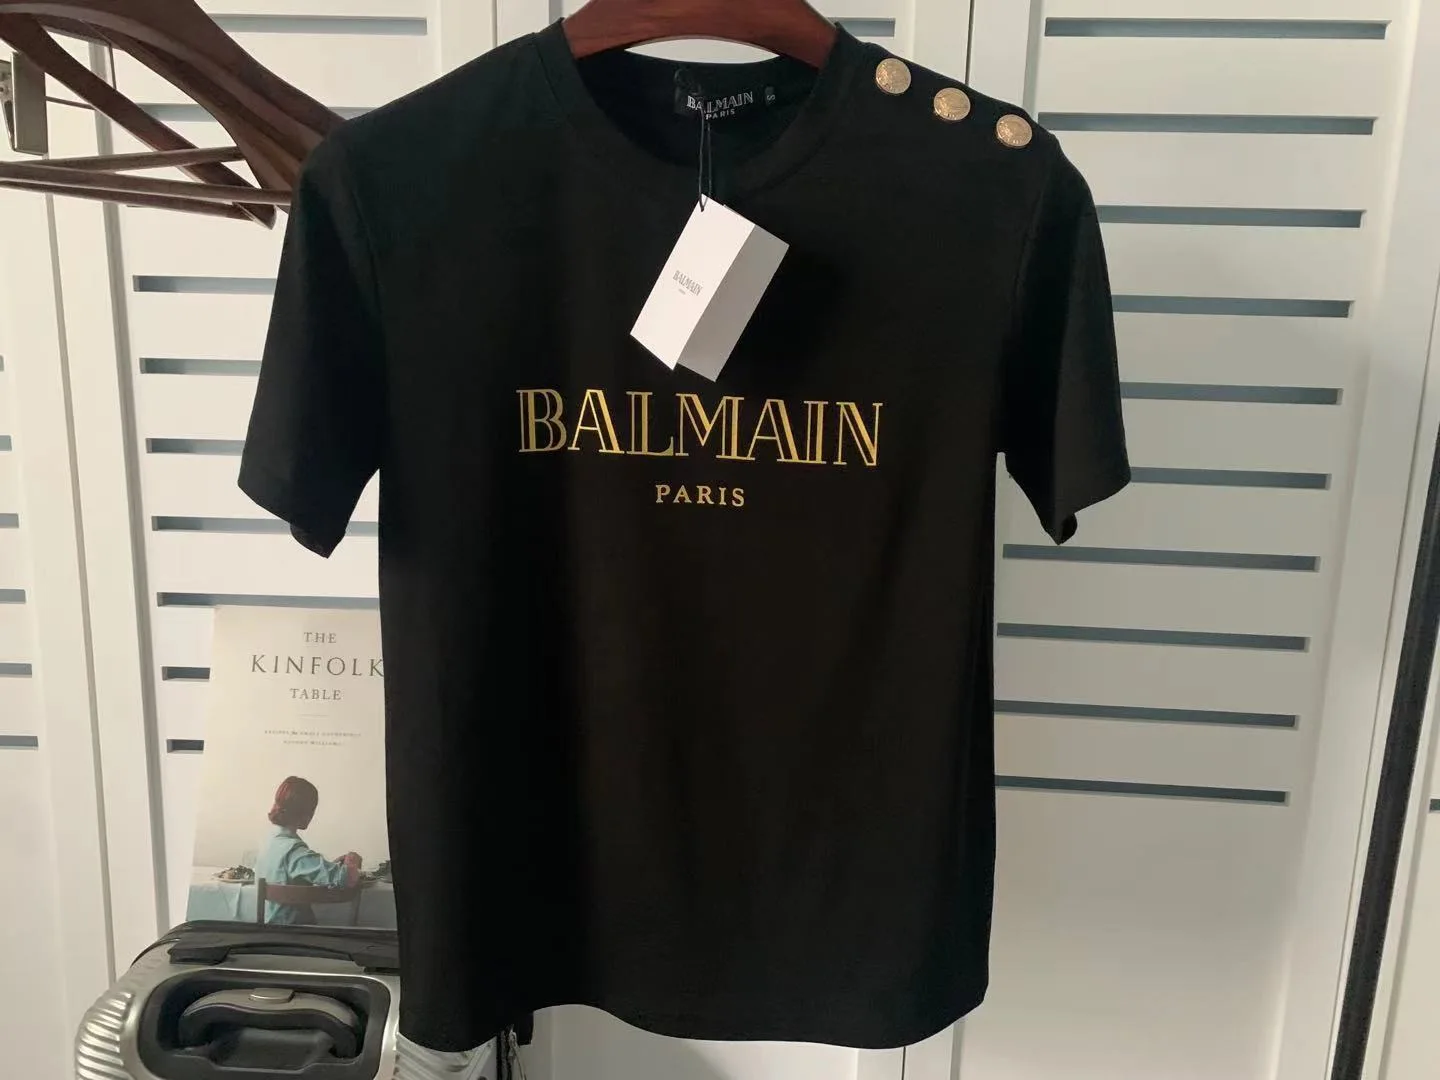 BALMAIN
PARIS
S
BALMAIN
BALMAIN
PARIS
THE
KINFOLK
TABLE